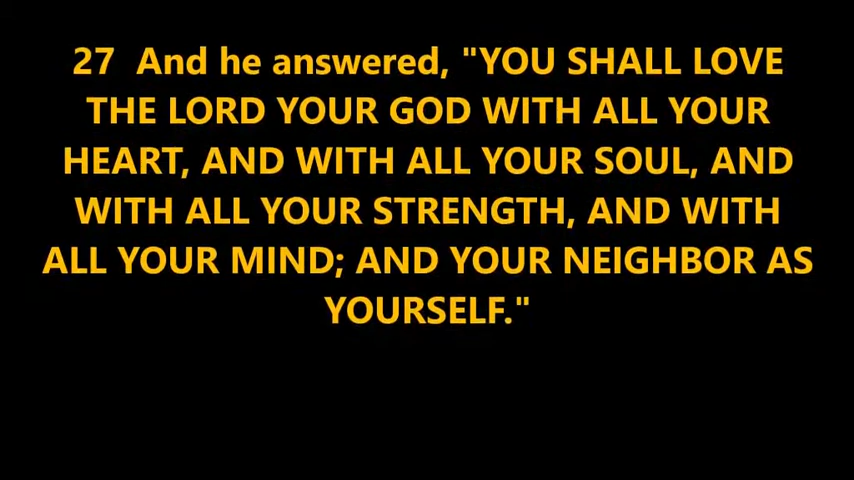 27  And he answered, "YOU SHALL LOVE
THE LORD YOUR GOD WITH ALL YOUR
HEART, AND WITH ALL YOUR SOUL, AND
WITH ALL YOUR STRENGTH, AND WITH
ALL YOUR MIND; AND YOUR NEIGHBOR AS
YOURSELF."